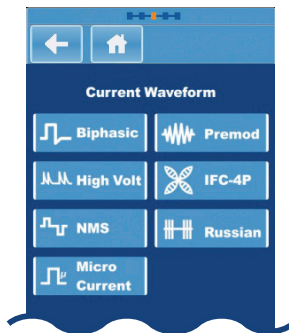 Current Waveform
Biphasic
Premod
High Volt
IFC-4P
NMS
Russian
μ Micro
Current